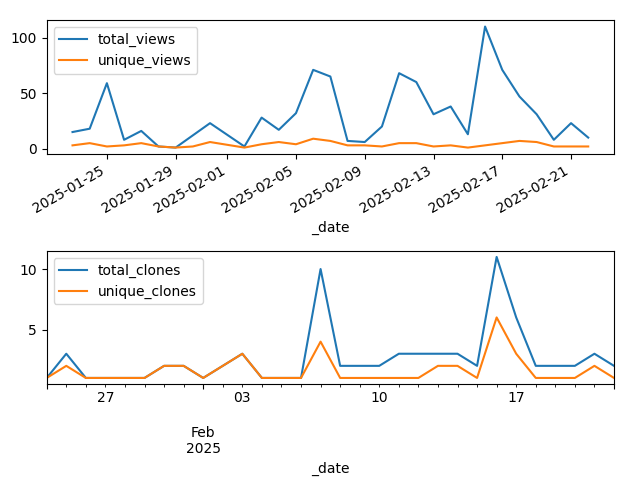 total_views
unique_views
100
50
0
2025-01-25
2025-01-29
2025-02-01
2025-02-05
2025-02-09
2025-02-13
2025-02-17
2025-02-21
_date
total_clones
unique_clones
10
5
27
03
10
17
Feb
2025
_date